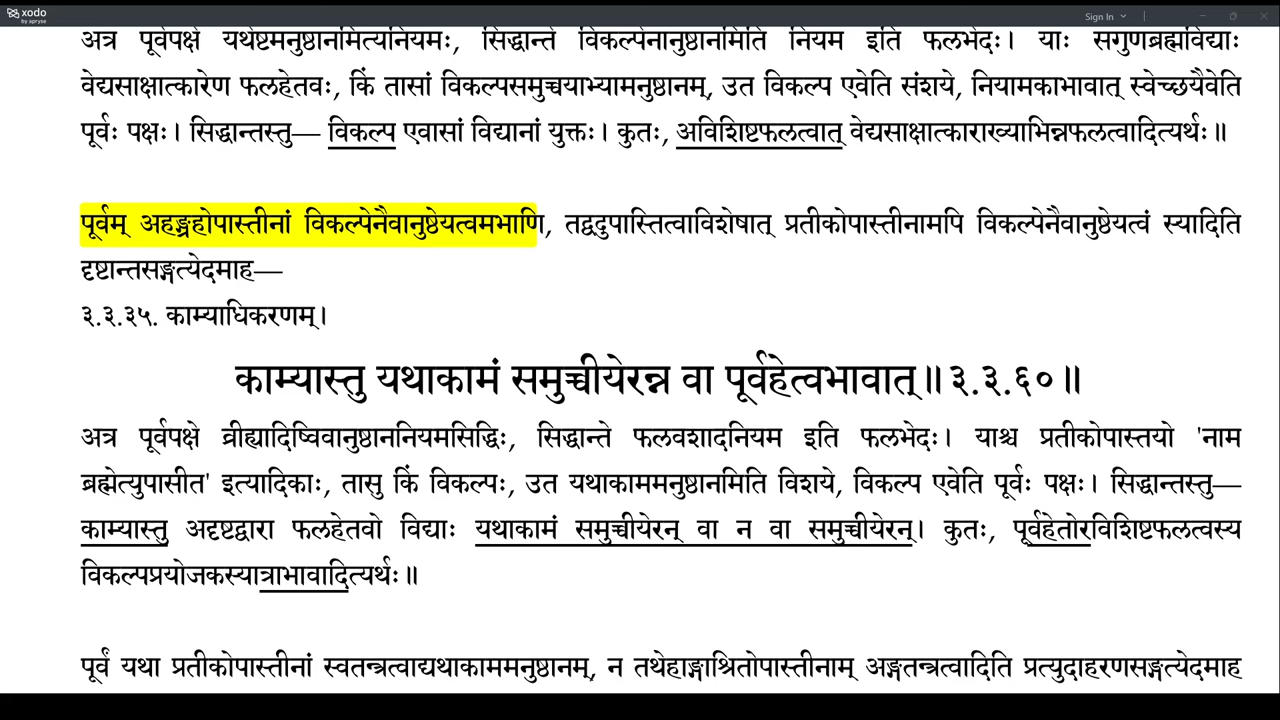 xodo
by apryse
Sign In
अत्र पूर्वपक्षे यथेष्टमनुष्ठानमित्यनियमः, सिद्धान्ते विकल्पेनानुष्ठानमिति नियम इति फलभेदः। याः सगुणब्रह्मविद्याः
वेद्यसाक्षात्कारेण फलहेतवः, किं तासां विकल्पसमुच्चयाभ्यामनुष्ठानम्, उत विकल्प एवेति संशये, नियामकाभावात् स्वेच्छयैवेति
पूर्वः पक्षः। सिद्धान्तस्तु— विकल्प एवासां विद्यानां युक्तः। कुतः, अविशिष्टफलत्वात् वेद्यसाक्षात्काराख्याभिन्नफलत्वादित्यर्थः॥
पूर्वम् अहङ्ग्रहोपास्तीनां विकल्पेनैवानुष्ठेयत्वमभाणि, तद्वदुपास्तित्वाविशेषात् प्रतीकोपास्तीनामपि विकल्पेनैवानुष्ठेयत्वं स्यादिति
दृष्टान्तसङ्गत्येदमाह—
३.३.३५. काम्याधिकरणम्।
काम्यास्तु यथाकामं समुच्चीयेरन्न वा पूर्वहेत्वभावात्॥३.३.६०॥
अत्र पूर्वपक्षे व्रीह्यादिष्विवानुष्ठाननियमसिद्धिः, सिद्धान्ते फलवशादनियम इति फलभेदः। याश्च प्रतीकोपास्तयो 'नाम
ब्रह्मेत्युपासीत' इत्यादिकाः, तासु किं विकल्पः, उत यथाकाममनुष्ठानमिति विशये, विकल्प एवेति पूर्वः पक्षः। सिद्धान्तस्तु—
काम्यास्तु अदृष्टद्वारा फलहेतवो विद्याः यथाकामं समुच्चीयेरन् वा न वा समुच्चीयेरन्। कुतः, पूर्वहेतोरविशिष्टफलत्वस्य
विकल्पप्रयोजकस्यात्राभावादित्यर्थः॥
पूर्वं यथा प्रतीकोपास्तीनां स्वतन्त्रत्वाद्यथाकाममनुष्ठानम्, न तथेहाङ्गाश्रितोपास्तीनाम् अङ्गतन्त्रत्वादिति प्रत्युदाहरणसङ्गत्येदमाह